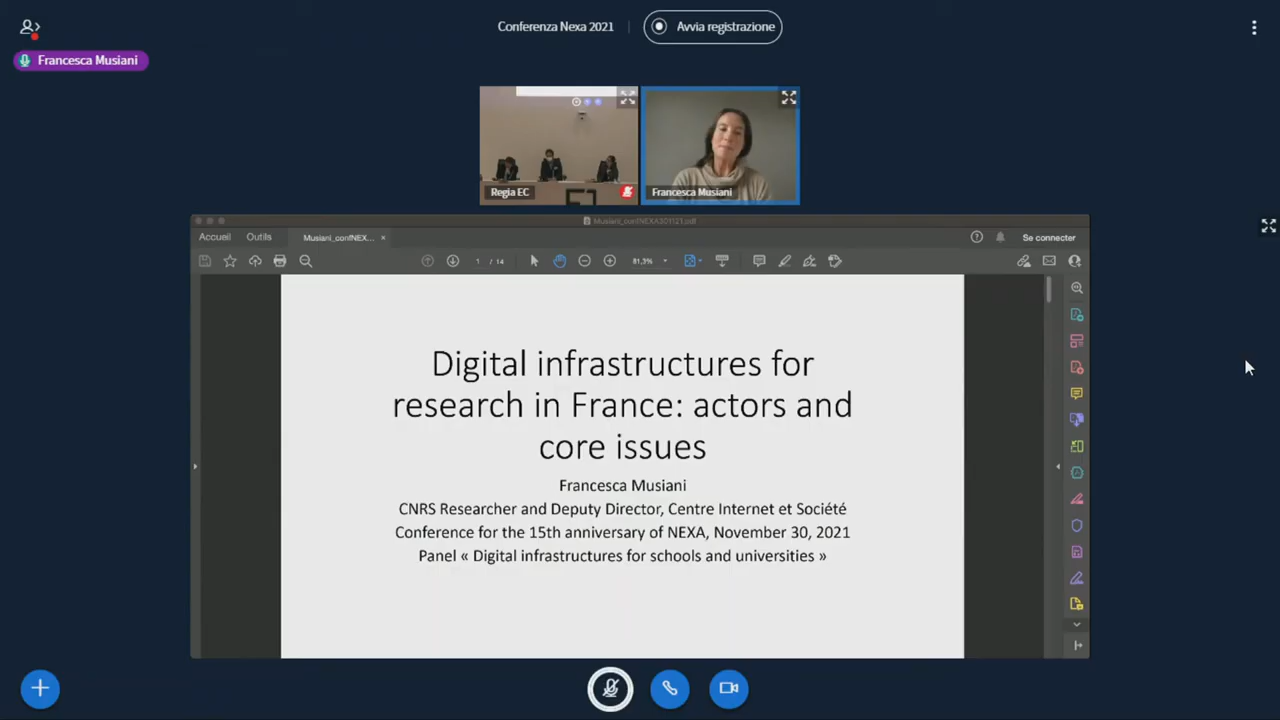 Conferenza Nexa 2021
Avvia registrazione
Francesca Musiani
Regia EC
Francesca Musiani
Musiani_confNEXA301121.pdf
Accueil
Outils
Musiani_confNEX...
×
Se connecter
1 / 14
81,3%
Digital infrastructures for
research in France: actors and
core issues
Francesca Musiani
CNRS Researcher and Deputy Director, Centre Internet et Société
Conference for the 15th anniversary of NEXA, November 30, 2021
Panel « Digital infrastructures for schools and universities »